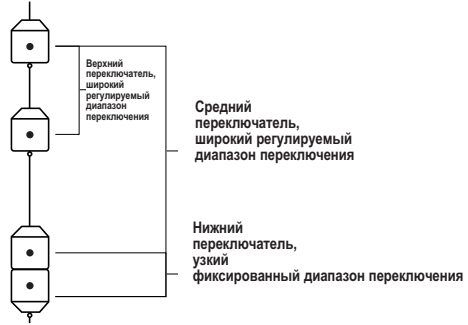 Верхний
переключатель,
широкий
регулируемый
диапазон
переключения
Средний
переключатель,
широкий регулируемый
диапазон переключения
Нижний
переключатель,
узкий
фиксированный диапазон переключения